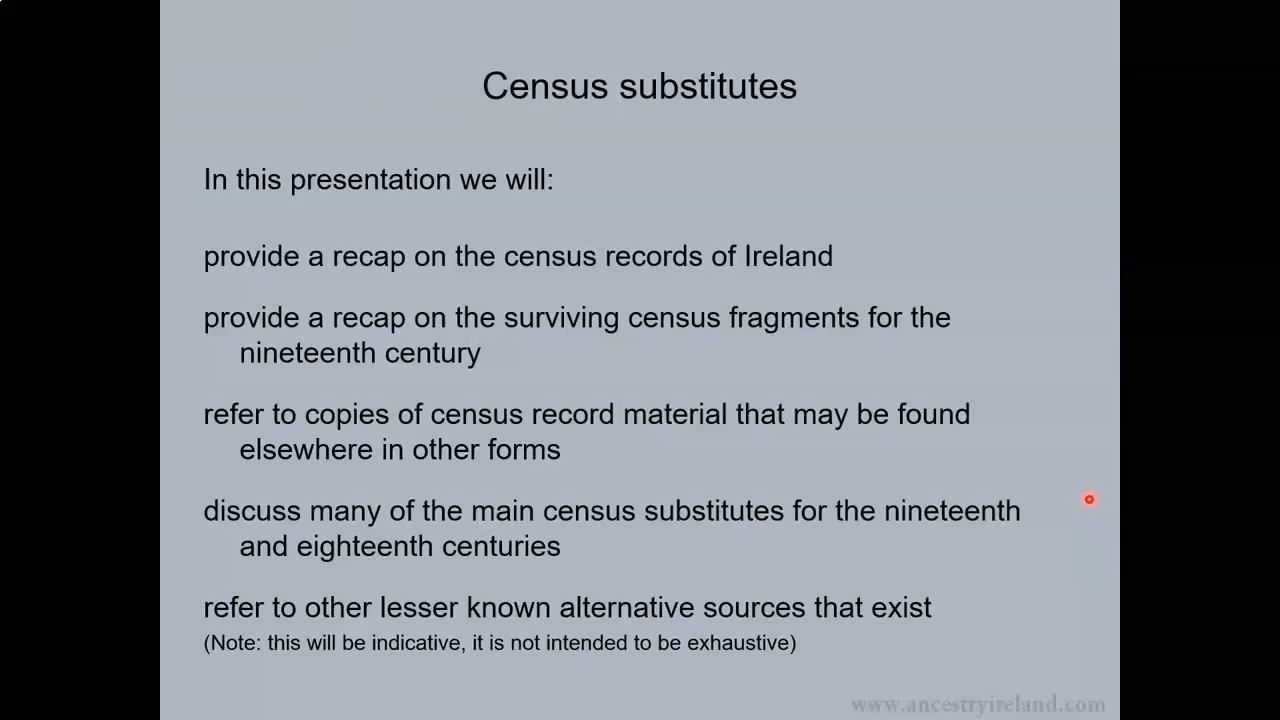 Census substitutes
In this presentation we will:
provide a recap on the census records of Ireland
provide a recap on the surviving census fragments for the
nineteenth century
refer to copies of census record material that may be found
elsewhere in other forms
discuss many of the main census substitutes for the nineteenth
and eighteenth centuries
refer to other lesser known alternative sources that exist
(Note: this will be indicative, it is not intended to be exhaustive)
www.ancestryireland.com